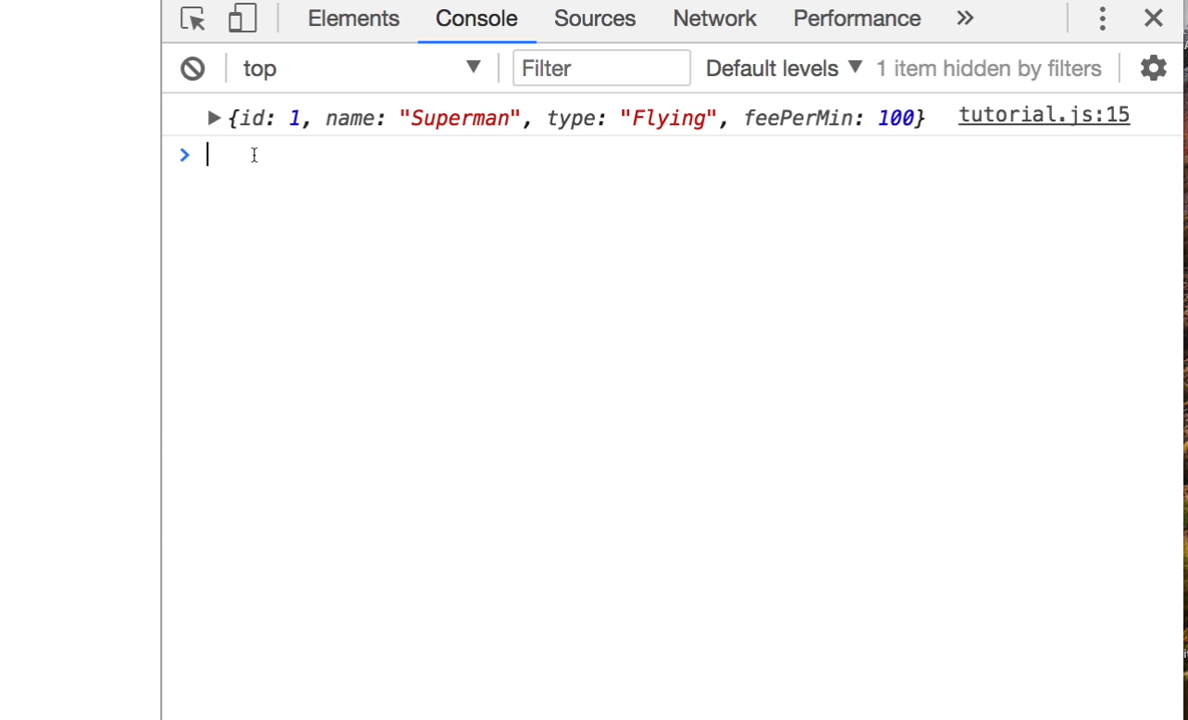 Elements Console Sources Network Performance »
top Filter Default levels ▼ 1 item hidden by filters
▶ {id: 1, name: "Superman", type: "Flying", feePerMin: 100} tutorial.js:15
>